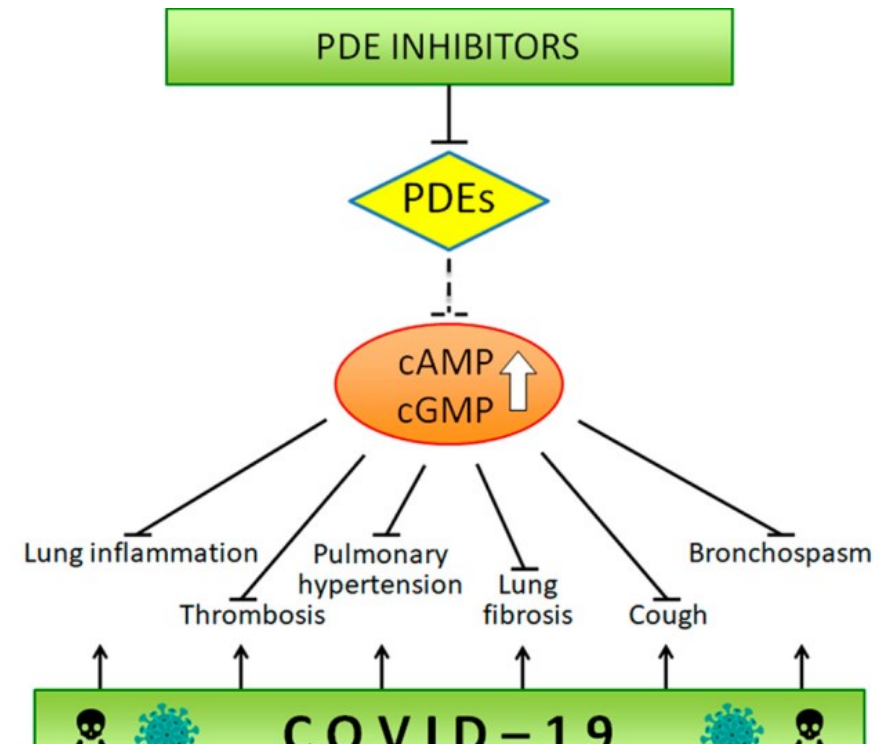 PDE INHIBITORS
PDEs
cAMP
cGMP
Lung inflammation
Pulmonary
hypertension
Bronchospasm
Thrombosis
Lung
fibrosis
Cough
COVID-19